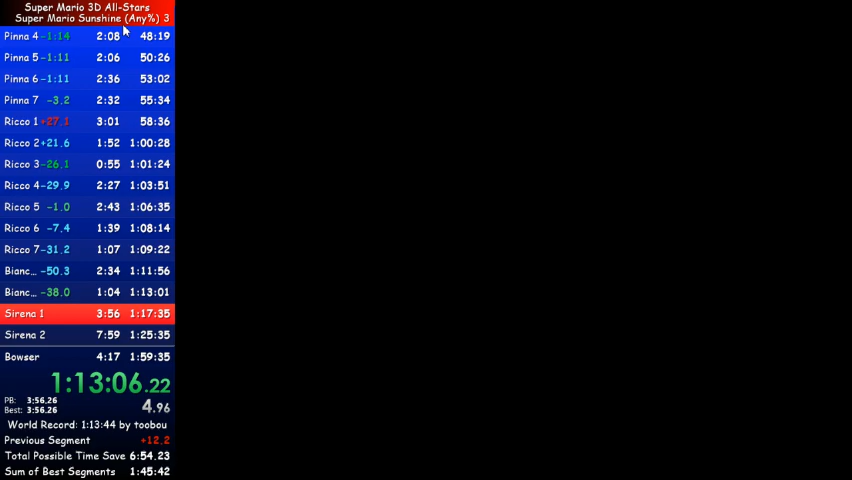 Super Mario 3D All-Stars
Super Mario Sunshine (Any%) 3
Pinna 4 -1:14 2:08 48:19
Pinna 5 -1:11 2:06 50:26
Pinna 6 -1:11 2:36 53:02
Pinna 7 -3.2 2:32 55:34
Ricco 1 +27.1 3:01 58:36
Ricco 2 +21.6 1:52 1:00:28
Ricco 3 -26.1 0:55 1:01:24
Ricco 4 -29.9 2:27 1:03:51
Ricco 5 -1.0 2:43 1:06:35
Ricco 6 -7.4 1:39 1:08:14
Ricco 7 -31.2 1:07 1:09:22
Bianc... -50.3 2:34 1:11:56
Bianc... -38.0 1:04 1:13:01
Sirena 1 3:56 1:17:35
Sirena 2 7:59 1:25:35
Bowser 4:17 1:59:35
1:13:06.22
PB: 3:56.26
Best: 3:56.26
4.96
World Record: 1:13:44 by toobou
Previous Segment +12.2
Total Possible Time Save 6:54.23
Sum of Best Segments 1:45:42